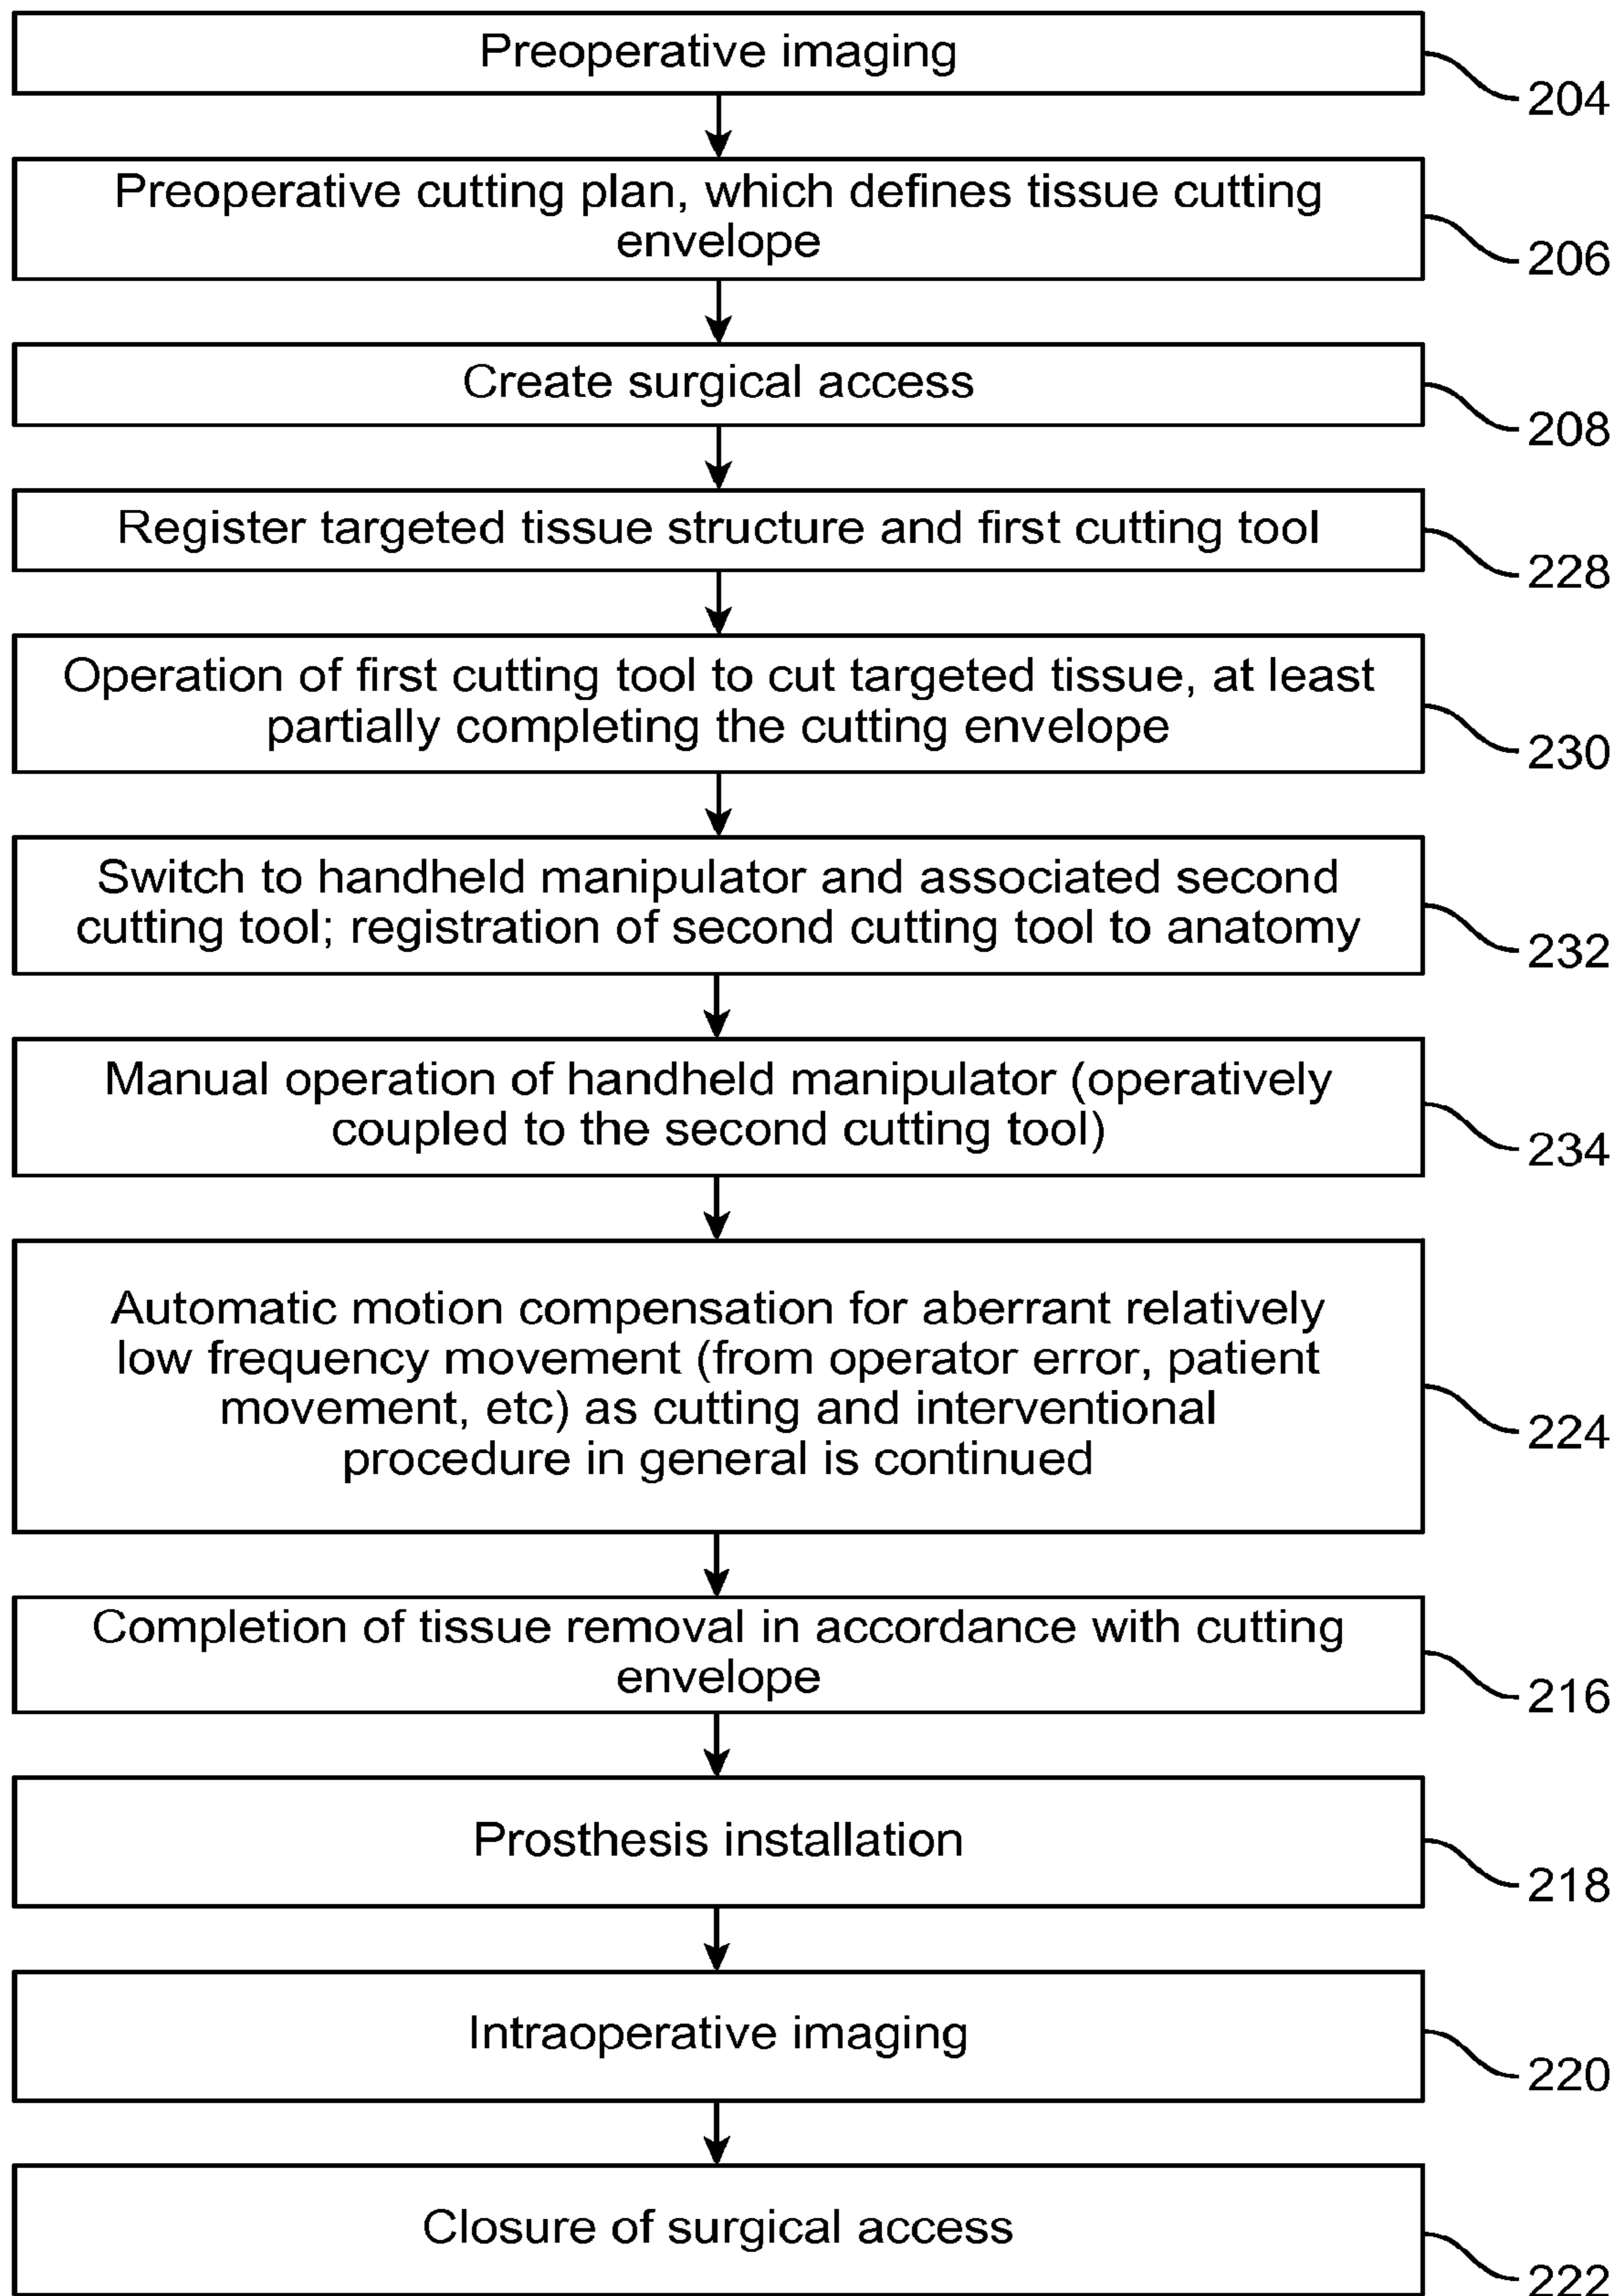 Preoperative imaging
204
Preoperative cutting plan, which defines tissue cutting
envelope
206
Create surgical access
208
Register targeted tissue structure and first cutting tool
228
Operation of first cutting tool to cut targeted tissue, at least
partially completing the cutting envelope
230
Switch to handheld manipulator and associated second
cutting tool; registration of second cutting tool to anatomy
232
Manual operation of handheld manipulator (operatively
coupled to the second cutting tool)
234
Automatic motion compensation for aberrant relatively
low frequency movement (from operator error, patient
movement, etc) as cutting and interventional
procedure in general is continued
224
Completion of tissue removal in accordance with cutting
envelope
216
Prosthesis installation
218
Intraoperative imaging
220
Closure of surgical access
222